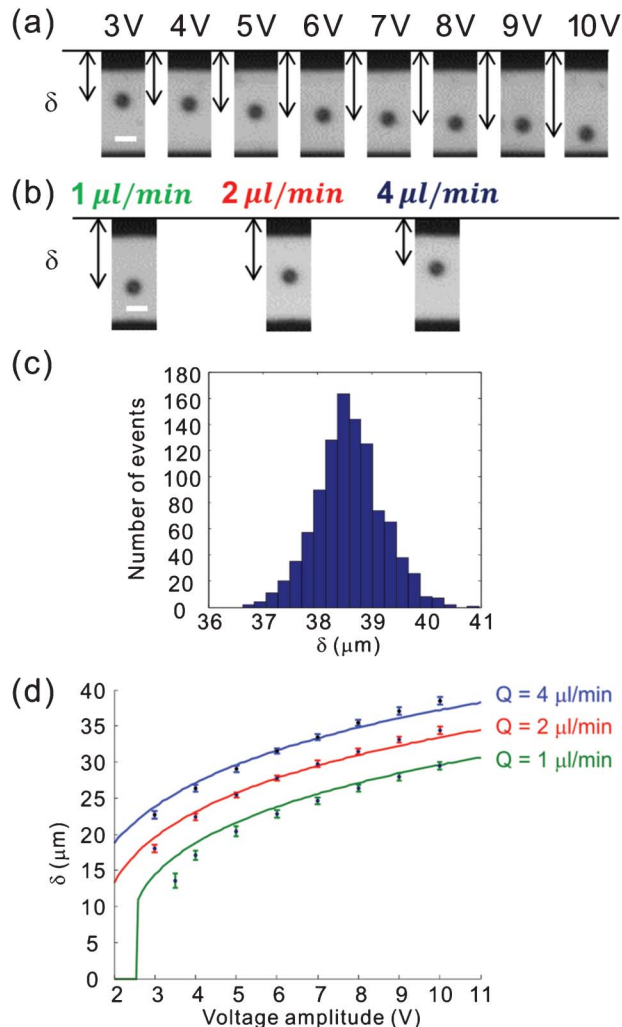 (a) 3V 4V 5V 6V 7V 8V 9V 10V
δ
(b) 1 μl/min 2 μl/min 4 μl/min
δ
(c)
180
160
140
120
100
80
60
40
20
0
Number of events
36 37 38 39 40 41
δ (μm)
(d)
40
35
30
25
20
15
10
5
0
δ (μm)
Q = 4 μl/min
Q = 2 μl/min
Q = 1 μl/min
2 3 4 5 6 7 8 9 10 11
Voltage amplitude (V)